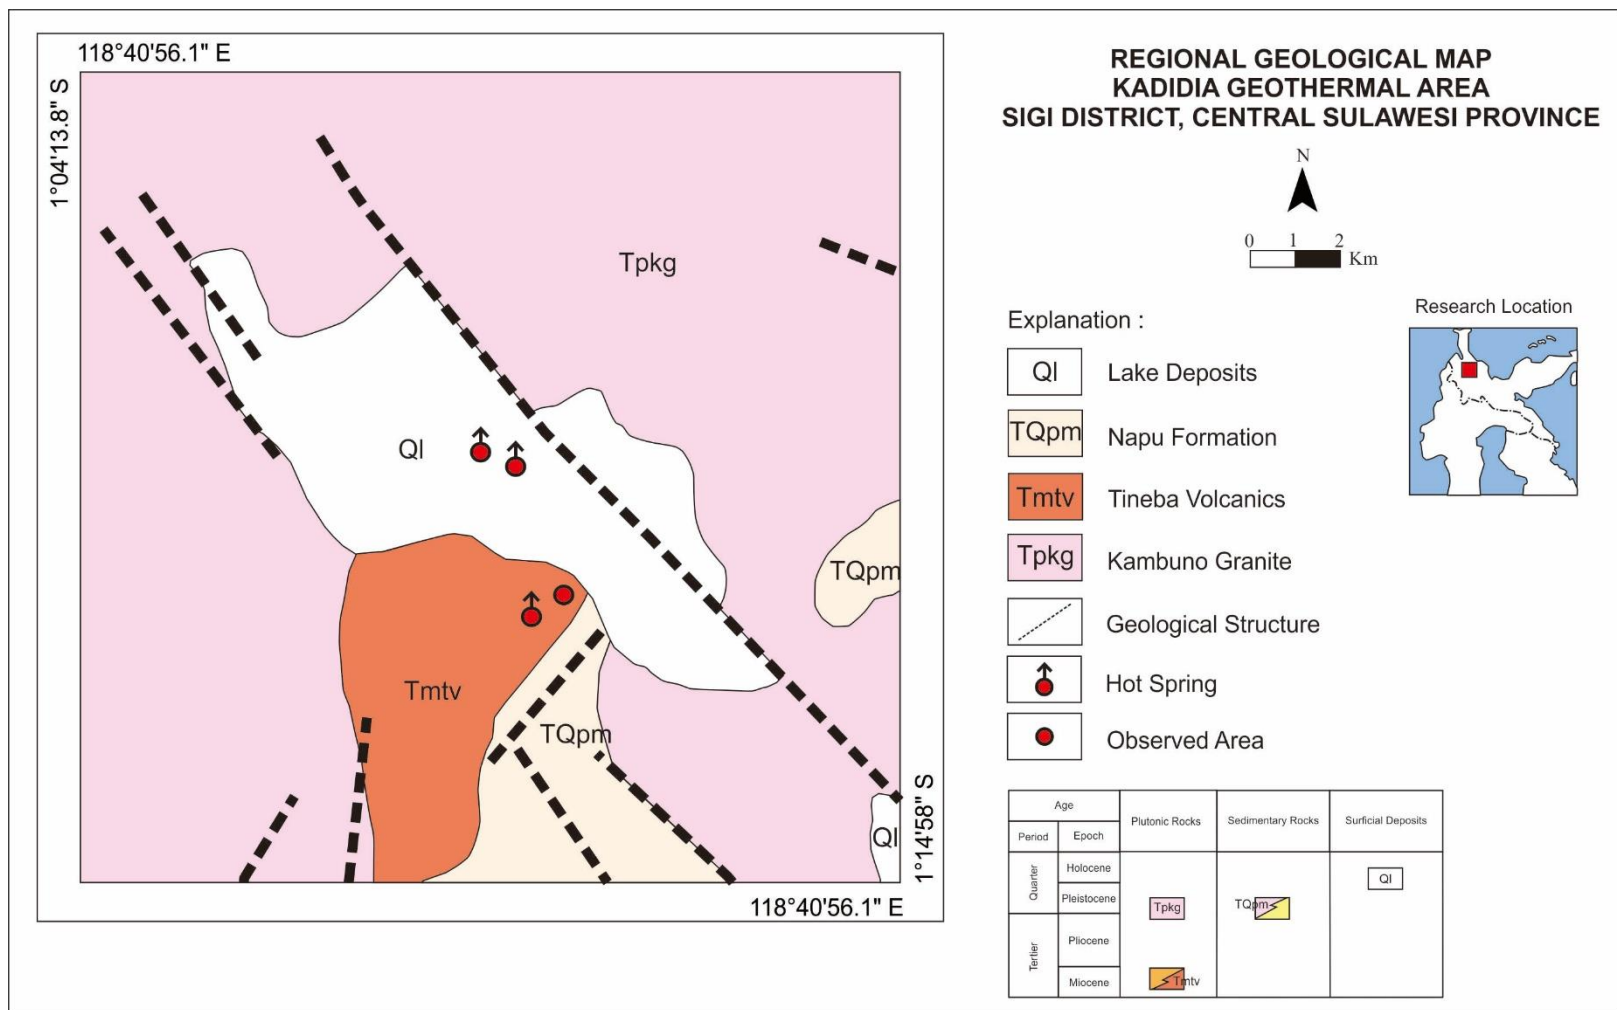 118°40'56.1" E
1°04'13.8" S
Tpkg
Ql
TQpm
Tmtv
TQpm
Ql
1°14'58" S
118°40'56.1" E
REGIONAL GEOLOGICAL MAP
KADIDIA GEOTHERMAL AREA
SIGI DISTRICT, CENTRAL SULAWESI PROVINCE
N
0 1 2
Km
Research Location
Explanation :
Ql Lake Deposits
TQpm Napu Formation
Tmtv Tineba Volcanics
Tpkg Kambuno Granite
Geological Structure
Hot Spring
Observed Area
Age Plutonic Rocks Sedimentary Rocks Surficial Deposits
Period Epoch
Quarter Holocene Ql
Pleistocene Tpkg TQpm
Tertier Pliocene
Miocene Tmtv